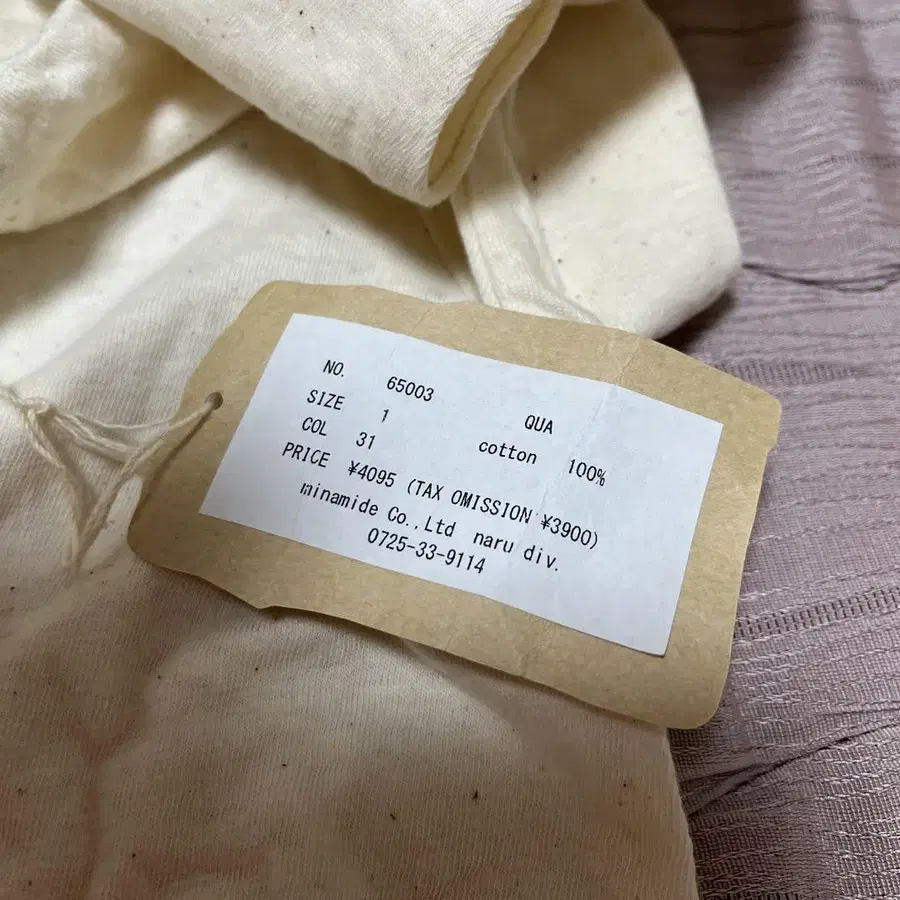 NO. 65003
SIZE 1 QUA
COL 31 cotton 100%
PRICE ¥4095 (TAX OMISSION ¥3900)
minamide Co.,Ltd naru div.
0725-33-9114